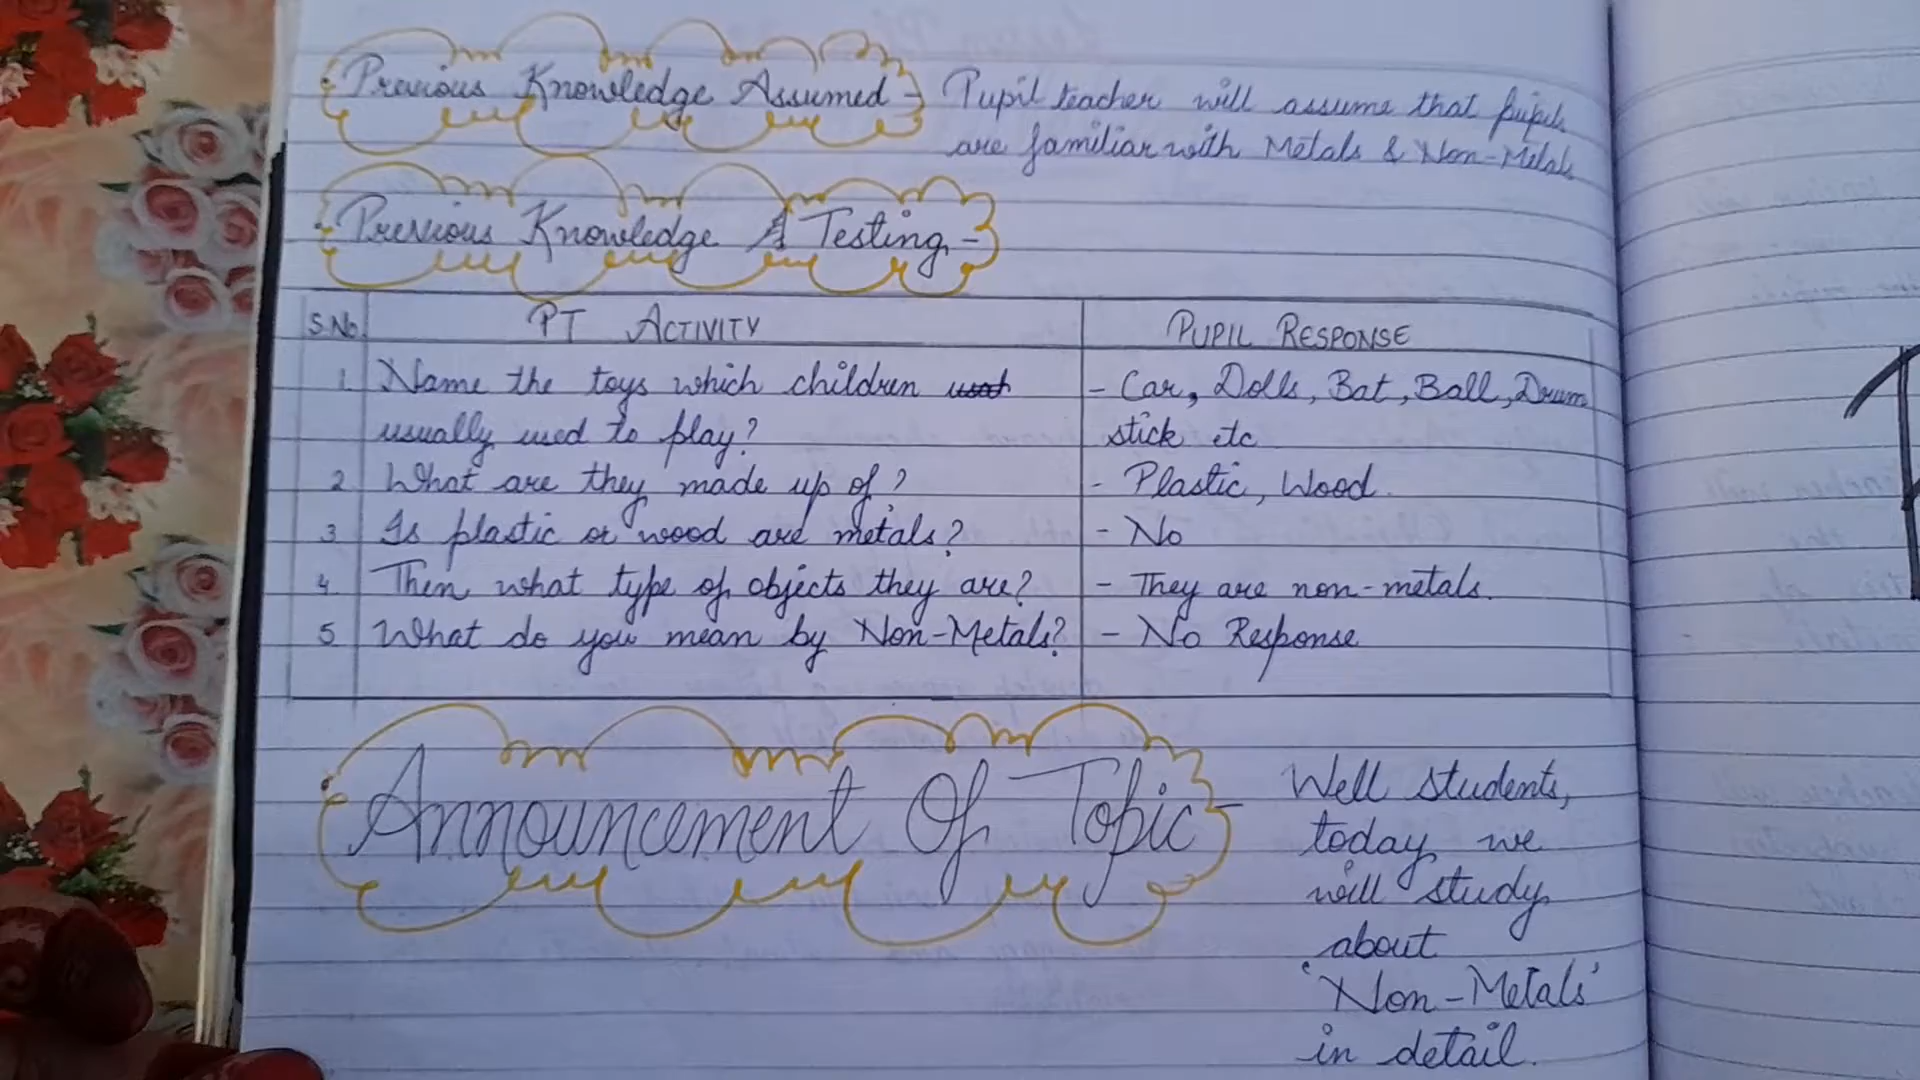 Previous Knowledge Assumed - Pupil teacher will assume that pupils
are familiar with Metals & Non-Metals
Previous Knowledge A Testing -
S.No. PT ACTIVITY PUPIL RESPONSE
1. Name the toys which children - Car, Dolls, Bat, Ball, Drum
usually used to play? stick etc
2 What are they made up of? - Plastic, Wood.
3. Is plastic or wood are metals? - No
4. Then what type of objects they are? - They are non-metals.
5. What do you mean by Non-Metals? - No Response
Announcement Of Topic - Well students,
today we
will study
about
'Non-Metals'
in detail.